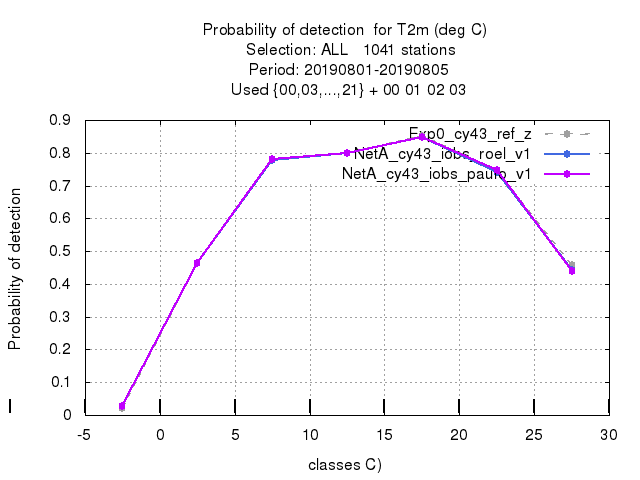 Probability of detection  for T2m (deg C)
Selection: ALL   1041 stations
Period: 20190801-20190805
Used {00,03,...,21} + 00 01 02 03
Exp0_cy43_ref_z
NetA_cy43_iobs_roel_v1
NetA_cy43_iobs_paulo_v1
0.9
0.8
0.7
0.6
0.5
0.4
0.3
0.2
0.1
0
Probability of detection
-5 0 5 10 15 20 25 30
classes C)